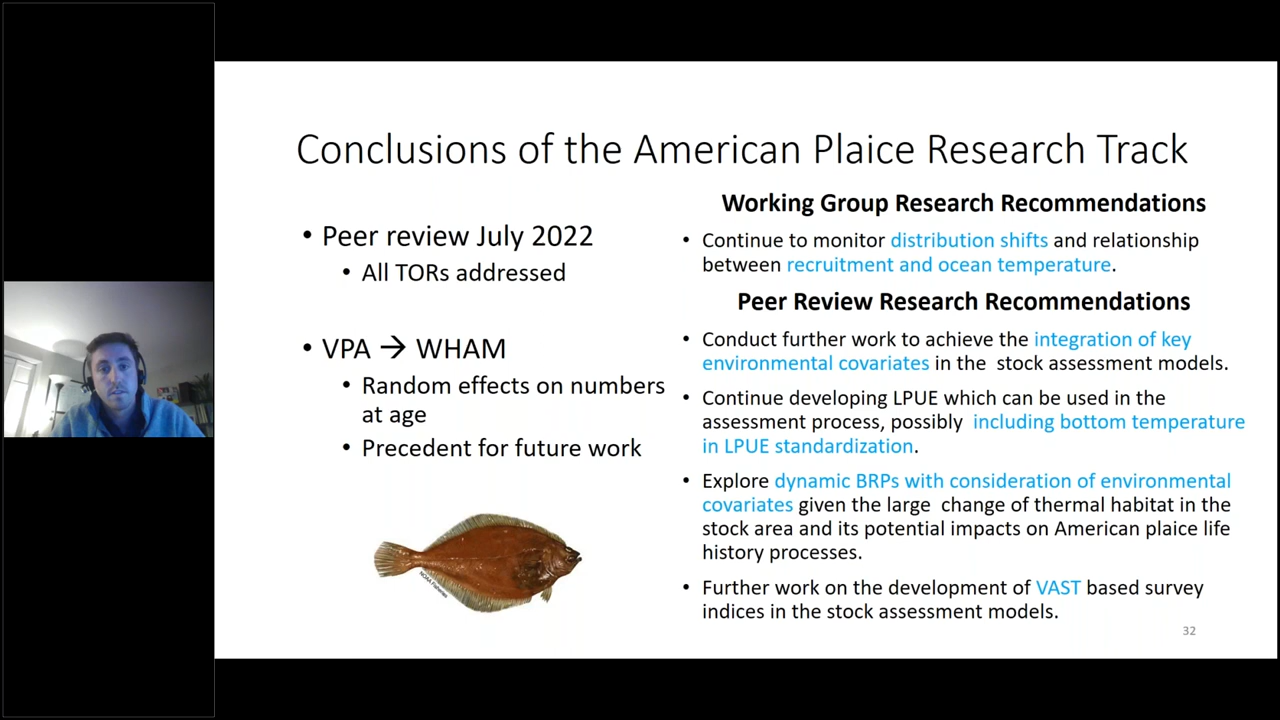 Conclusions of the American Plaice Research Track
• Peer review July 2022
• All TORs addressed
• VPA → WHAM
• Random effects on numbers
at age
• Precedent for future work
NOAA Fisheries
Working Group Research Recommendations
• Continue to monitor distribution shifts and relationship
between recruitment and ocean temperature.
Peer Review Research Recommendations
• Conduct further work to achieve the integration of key
environmental covariates in the stock assessment models.
• Continue developing LPUE which can be used in the
assessment process, possibly including bottom temperature
in LPUE standardization.
• Explore dynamic BRPs with consideration of environmental
covariates given the large change of thermal habitat in the
stock area and its potential impacts on American plaice life
history processes.
• Further work on the development of VAST based survey
indices in the stock assessment models.
32